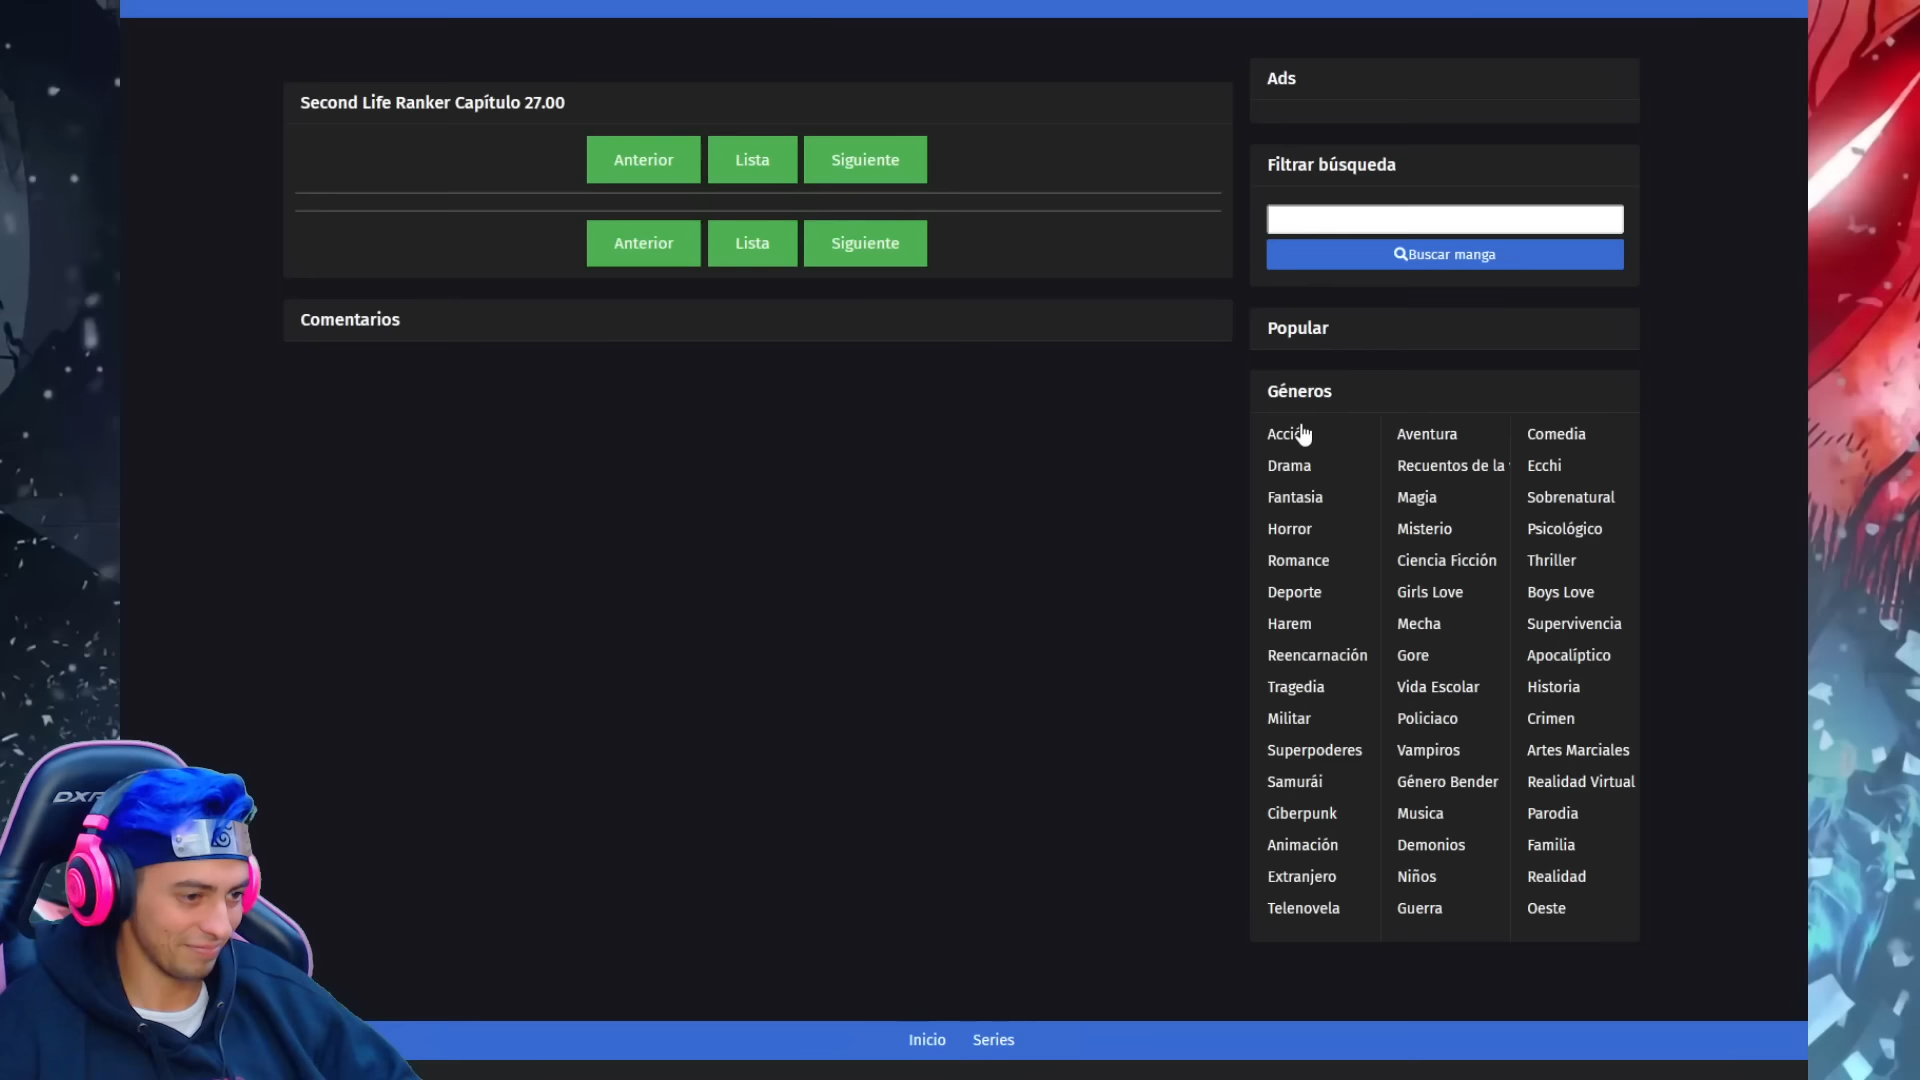 Second Life Ranker Capítulo 27.00
Anterior
Lista
Siguiente
Anterior
Lista
Siguiente
Comentarios
Ads
Filtrar búsqueda
Buscar manga
Popular
Géneros
Aventura
Comedia
Drama
Recuentos de la
Ecchi
Fantasia
Magia
Sobrenatural
Horror
Misterio
Psicológico
Romance
Ciencia Ficción
Thriller
Deporte
Girls Love
Boys Love
Harem
Mecha
Supervivencia
Reencarnación
Gore
Apocalíptico
Tragedia
Vida Escolar
Historia
Militar
Policiaco
Crimen
Superpoderes
Vampiros
Artes Marciales
Samurái
Género Bender
Realidad Virtual
Ciberpunk
Musica
Parodia
Animación
Demonios
Familia
Extranjero
Niños
Realidad
Telenovela
Guerra
Oeste
Inicio
Series